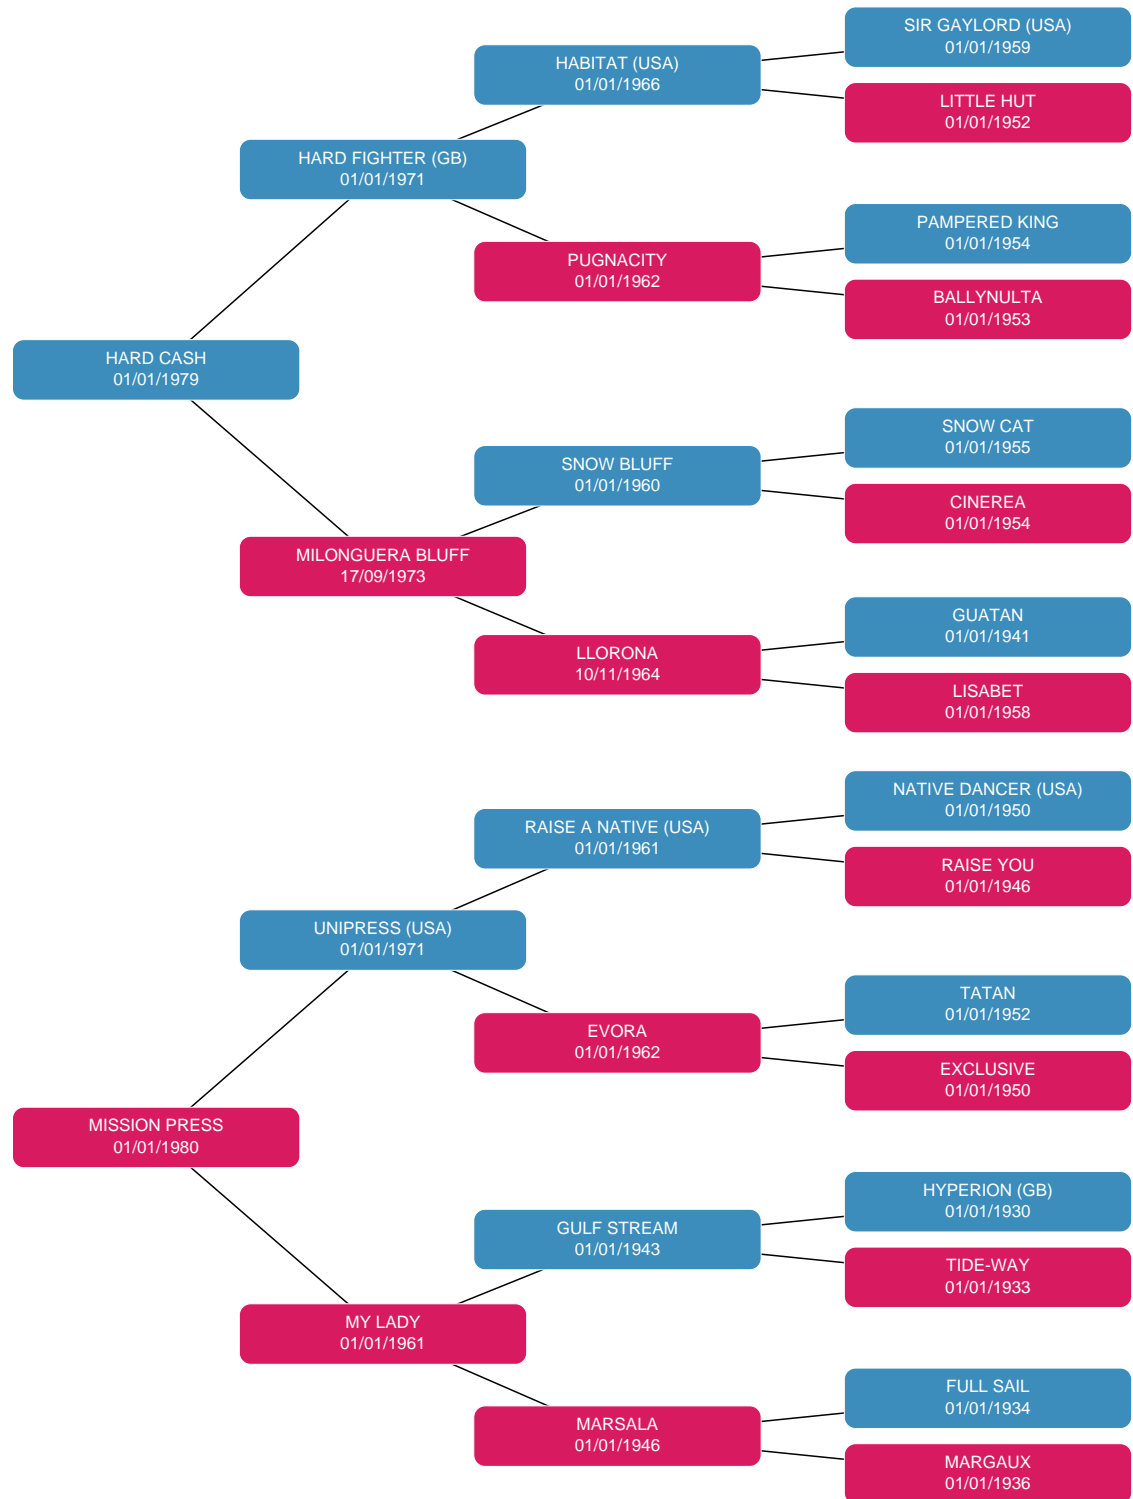 SIR GAYLORD (USA)
01/01/1959
HABITAT (USA)
01/01/1966
LITTLE HUT
01/01/1952
HARD FIGHTER (GB)
01/01/1971
PAMPERED KING
01/01/1954
PUGNACITY
01/01/1962
BALLYNULTA
01/01/1953
HARD CASH
01/01/1979
SNOW CAT
01/01/1955
SNOW BLUFF
01/01/1960
CINEREA
01/01/1954
MILONGUERA BLUFF
17/09/1973
GUATAN
01/01/1941
LLORONA
10/11/1964
LISABET
01/01/1958
NATIVE DANCER (USA)
01/01/1950
RAISE A NATIVE (USA)
01/01/1961
RAISE YOU
01/01/1946
UNIPRESS (USA)
01/01/1971
TATAN
01/01/1952
EVORA
01/01/1962
EXCLUSIVE
01/01/1950
MISSION PRESS
01/01/1980
HYPERION (GB)
01/01/1930
GULF STREAM
01/01/1943
TIDE-WAY
01/01/1933
MY LADY
01/01/1961
FULL SAIL
01/01/1934
MARSALA
01/01/1946
MARGAUX
01/01/1936